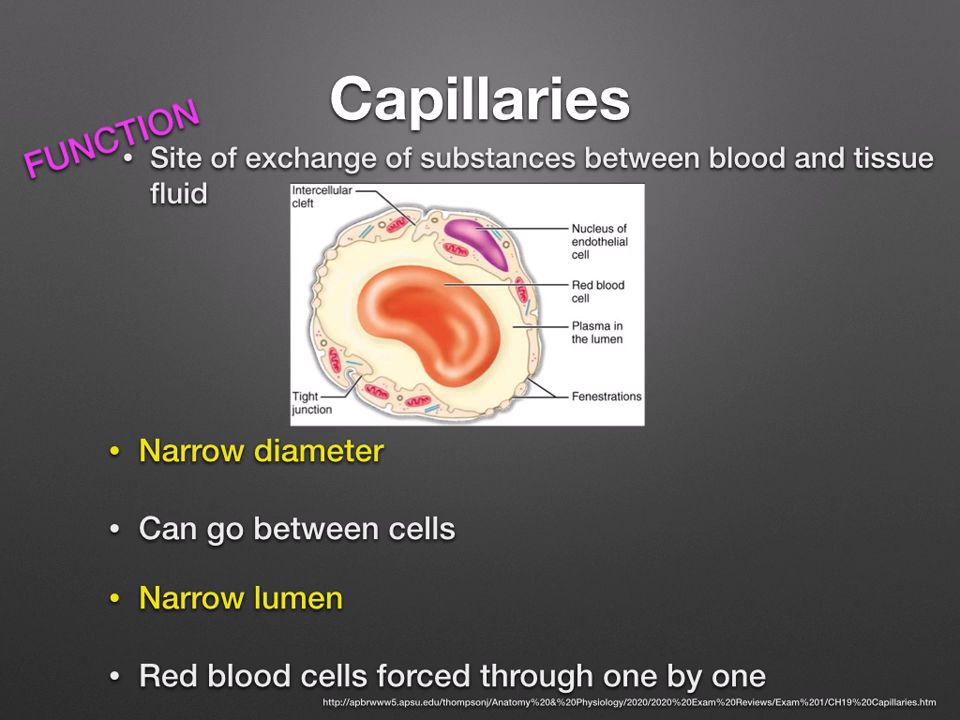 Capillaries
FUNCTION
• Site of exchange of substances between blood and tissue
fluid
Intercellular
cleft
Nucleus of
endothelial
cell
Red blood
cell
Plasma in
the lumen
Tight
junction
Fenestrations
• Narrow diameter
• Can go between cells
• Narrow lumen
• Red blood cells forced through one by one
http://apbrwww5.apsu.edu/thompsonj/Anatomy%20&%20Physiology/2020/2020%20Exam%20Reviews/Exam%201/CH19%20Capillaries.htm